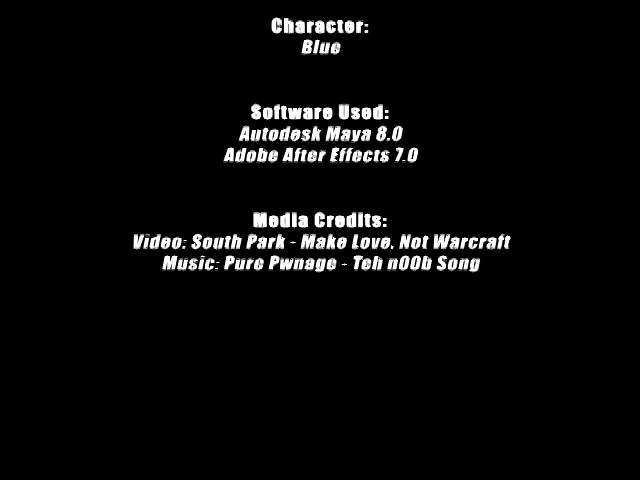 Character:
Blue
Software Used:
Autodesk Maya 8.0
Adobe After Effects 7.0
Media Credits:
Video: South Park - Make Love, Not Warcraft
Music: Pure Pwnage - Teh n00b Song